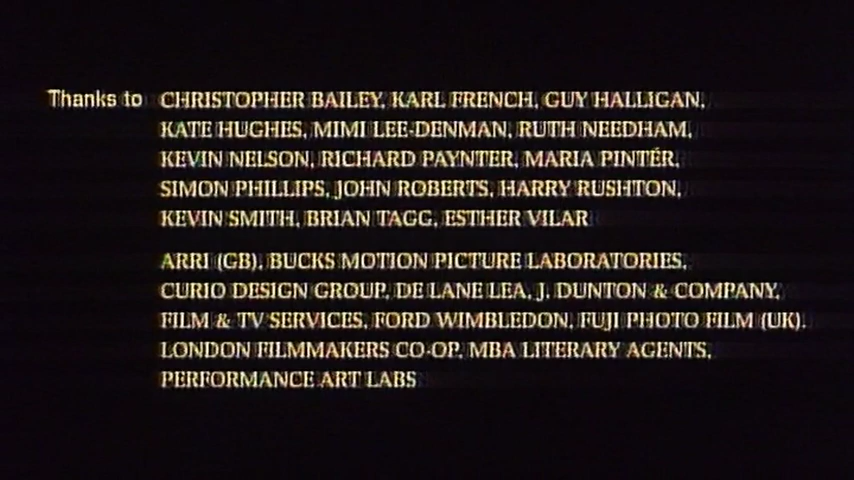 Thanks to CHRISTOPHER BAILEY, KARL FRENCH, GUY HALLIGAN,
KATE HUGHES, MIMI LEE-DENMAN, RUTH NEEDHAM,
KEVIN NELSON, RICHARD PAYNTER, MARIA PINTÉR,
SIMON PHILLIPS, JOHN ROBERTS, HARRY RUSHTON,
KEVIN SMITH, BRIAN TAGG, ESTHER VILAR
ARRI (GB), BUCKS MOTION PICTURE LABORATORIES,
CURIO DESIGN GROUP, DE LANE LEA, J. DUNTON & COMPANY,
FILM & TV SERVICES, FORD WIMBLEDON, FUJI PHOTO FILM (UK),
LONDON FILMMAKERS CO-OP, MBA LITERARY AGENTS,
PERFORMANCE ART LABS